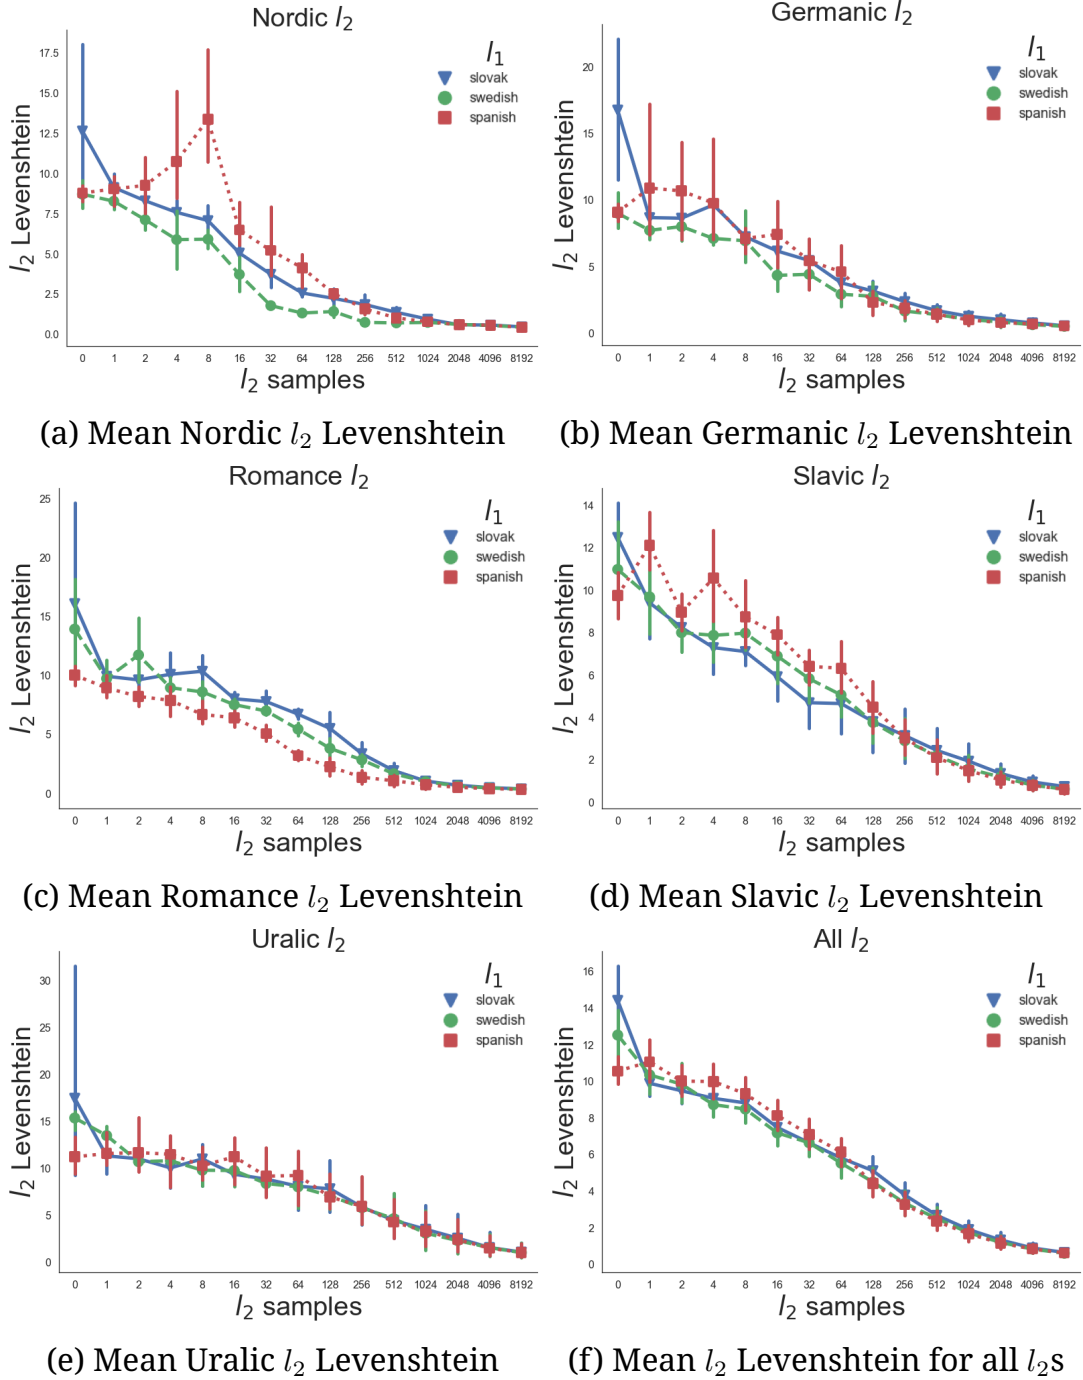 Nordic l2
l2 Levenshtein
17.5
15.0
12.5
10.0
7.5
5.0
2.5
0.0
l1
slovak
swedish
spanish
0 1 2 4 8 16 32 64 128 256 512 1024 2048 4096 8192
l2 samples
(a) Mean Nordic l2 Levenshtein
Germanic l2
l2 Levenshtein
20
15
10
5
0
l1
slovak
swedish
spanish
0 1 2 4 8 16 32 64 128 256 512 1024 2048 4096 8192
l2 samples
(b) Mean Germanic l2 Levenshtein
Romance l2
l2 Levenshtein
25
20
15
10
5
0
l1
slovak
swedish
spanish
0 1 2 4 8 16 32 64 128 256 512 1024 2048 4096 8192
l2 samples
(c) Mean Romance l2 Levenshtein
Slavic l2
l2 Levenshtein
14
12
10
8
6
4
2
0
l1
slovak
swedish
spanish
0 1 2 4 8 16 32 64 128 256 512 1024 2048 4096 8192
l2 samples
(d) Mean Slavic l2 Levenshtein
Uralic l2
l2 Levenshtein
30
25
20
15
10
5
0
l1
slovak
swedish
spanish
0 1 2 4 8 16 32 64 128 256 512 1024 2048 4096 8192
l2 samples
(e) Mean Uralic l2 Levenshtein
All l2
l2 Levenshtein
16
14
12
10
8
6
4
2
0
l1
slovak
swedish
spanish
0 1 2 4 8 16 32 64 128 256 512 1024 2048 4096 8192
l2 samples
(f) Mean l2 Levenshtein for all l2s